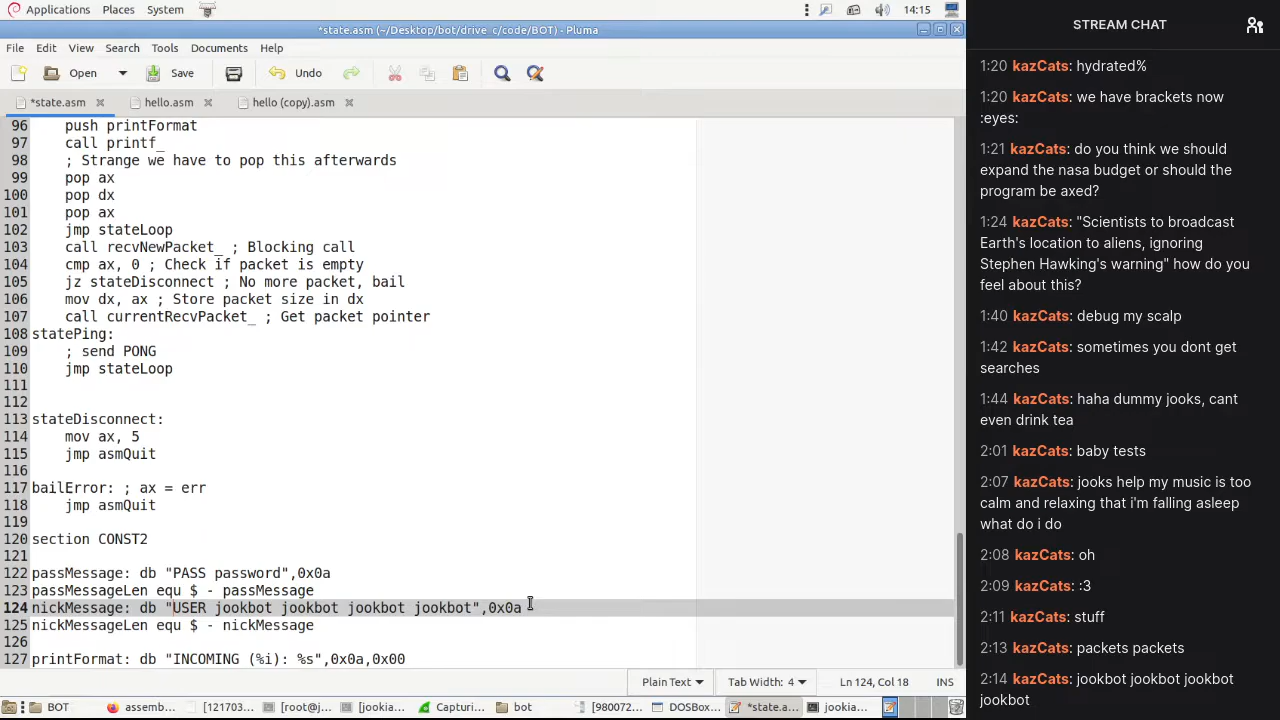 Applications Places System 14:15
*state.asm (~/Desktop/bot/drive_c/code/BOT) - Pluma
File Edit View Search Tools Documents Help
Open Save Undo
*state.asm hello.asm hello (copy).asm
96 push printFormat
97 call printf_
98 ; Strange we have to pop this afterwards
99 pop ax
100 pop dx
101 pop ax
102 jmp stateLoop
103 call recvNewPacket_ ; Blocking call
104 cmp ax, 0 ; Check if packet is empty
105 jz stateDisconnect ; No more packet, bail
106 mov dx, ax ; Store packet size in dx
107 call currentRecvPacket_ ; Get packet pointer
108 statePing:
109 ; send PONG
110 jmp stateLoop
111
112
113 stateDisconnect:
114 mov ax, 5
115 jmp asmQuit
116
117 bailError: ; ax = err
118 jmp asmQuit
119
120 section CONST2
121
122 passMessage: db "PASS password",0x0a
123 passMessageLen equ $ - passMessage
124 nickMessage: db "USER jookbot jookbot jookbot jookbot",0x0a
125 nickMessageLen equ $ - nickMessage
126
127 printFormat: db "INCOMING (%i): %s",0x0a,0x00
Plain Text Tab Width: 4 Ln 124, Col 18 INS
BOT assemb... [121703... [root@j... [jookia... Capturi... bot [980072... DOSBox... *state.a... jookia...
STREAM CHAT
1:20 kazCats: hydrated%
1:20 kazCats: we have brackets now
:eyes:
1:21 kazCats: do you think we should
expand the nasa budget or should the
program be axed?
1:24 kazCats: "Scientists to broadcast
Earth's location to aliens, ignoring
Stephen Hawking's warning" how do you
feel about this?
1:40 kazCats: debug my scalp
1:42 kazCats: sometimes you dont get
searches
1:44 kazCats: haha dummy jooks, cant
even drink tea
2:01 kazCats: baby tests
2:07 kazCats: jooks help my music is too
calm and relaxing that i'm falling asleep
what do i do
2:08 kazCats: oh
2:09 kazCats: :3
2:11 kazCats: stuff
2:13 kazCats: packets packets
2:14 kazCats: jookbot jookbot jookbot
jookbot